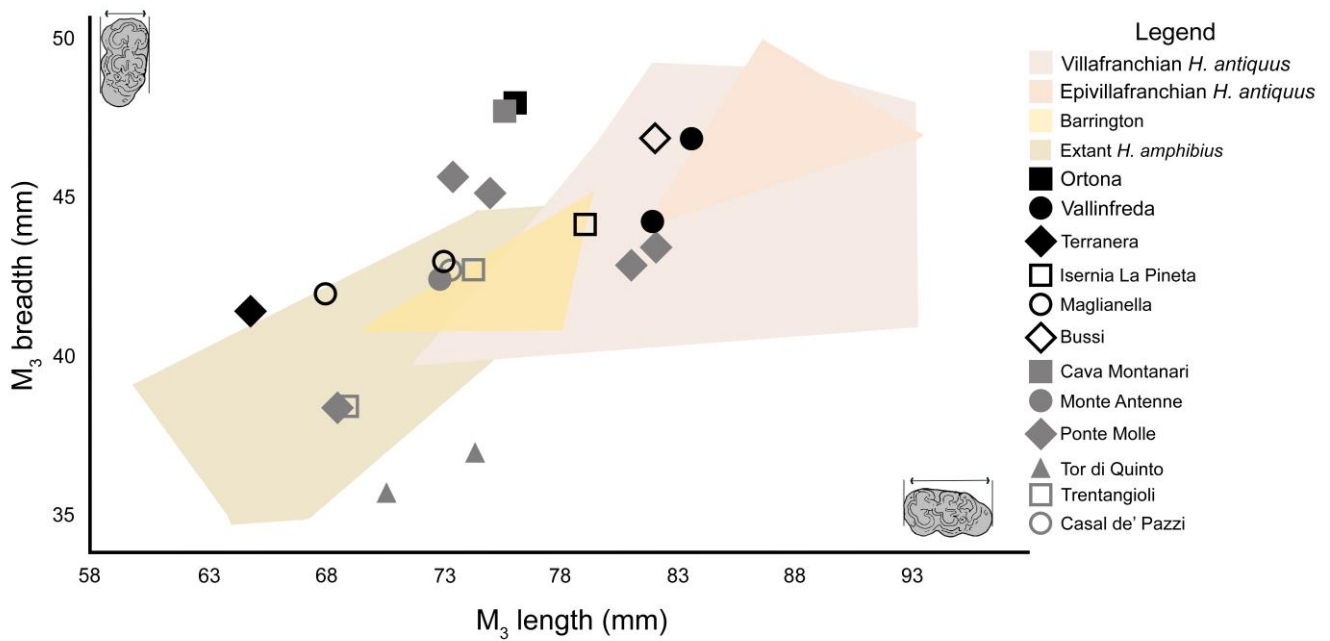 50
45
40
35
M₃ breadth (mm)
58 63 68 73 78 83 88 93
M₃ length (mm)
Legend
Villafranchian H. antiquus
Epivillafranchian H. antiquus
Barrington
Extant H. amphibius
Ortona
Vallinfreda
Terranera
Isernia La Pineta
Maglianella
Bussi
Cava Montanari
Monte Antenne
Ponte Molle
Tor di Quinto
Trentangioli
Casal de' Pazzi